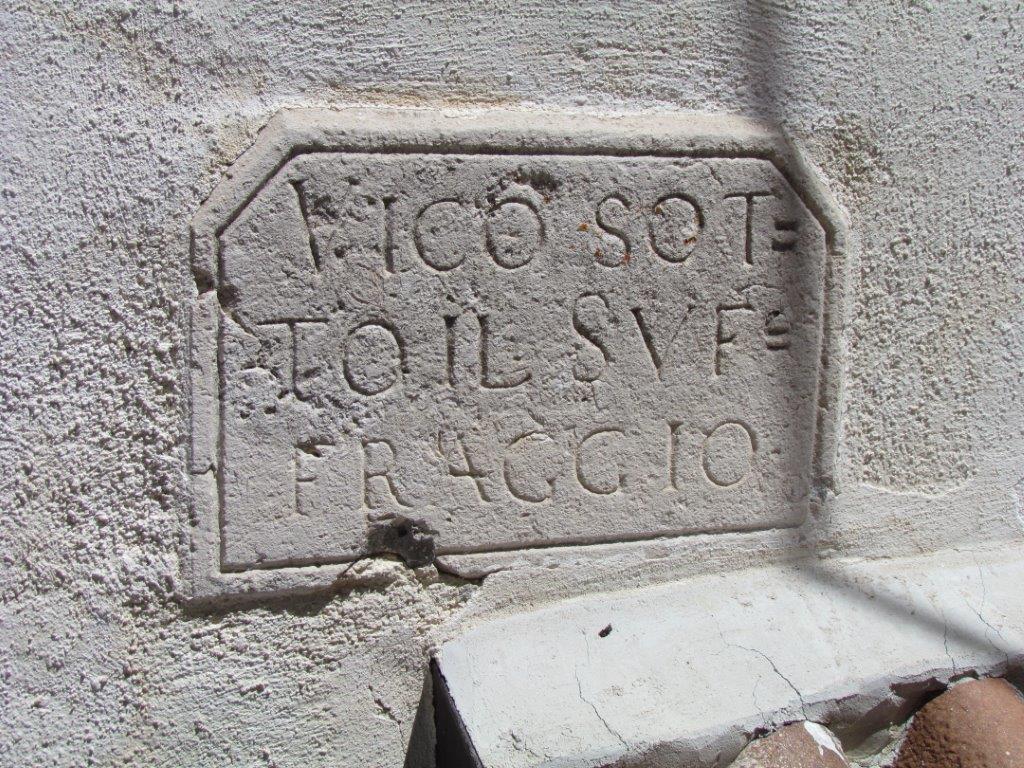 VICO SOT=
TO IL SVF=
FRAGGIO